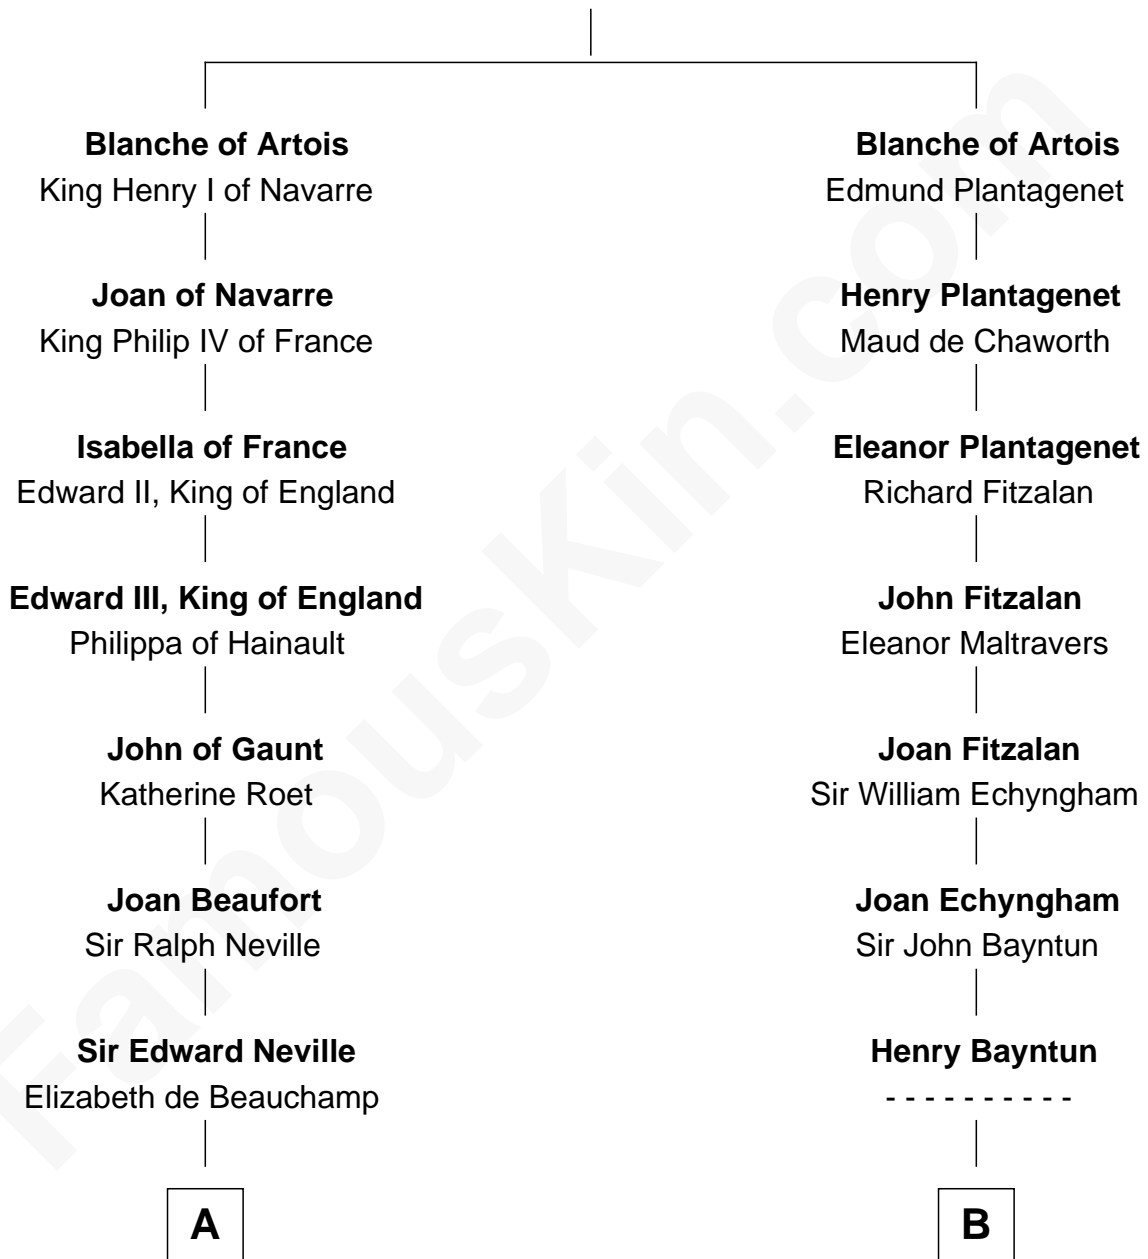 Blanche of Artois
King Henry I of Navarre
Joan of Navarre
King Philip IV of France
Isabella of France
Edward II, King of England
Edward III, King of England
Philippa of Hainault
John of Gaunt
Katherine Roet
Joan Beaufort
Sir Ralph Neville
Sir Edward Neville
Elizabeth de Beauchamp
A
Blanche of Artois
Edmund Plantagenet
Henry Plantagenet
Maud de Chaworth
Eleanor Plantagenet
Richard Fitzalan
John Fitzalan
Eleanor Maltravers
Joan Fitzalan
Sir William Echyngham
Joan Echyngham
Sir John Bayntun
Henry Bayntun
- - - - - - - - - -
B
FamousKin.com